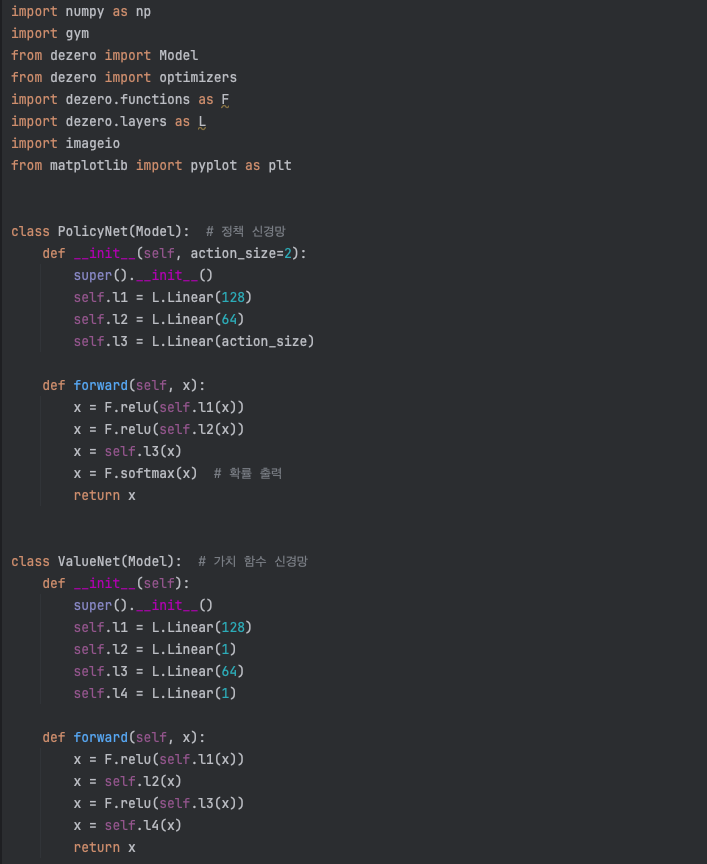 import numpy as np
import gym
from dezero import Model
from dezero import optimizers
import dezero.functions as F
import dezero.layers as L
import imageio
from matplotlib import pyplot as plt
class PolicyNet(Model):  # 정책 신경망
    def __init__(self, action_size=2):
        super().__init__()
        self.l1 = L.Linear(128)
        self.l2 = L.Linear(64)
        self.l3 = L.Linear(action_size)
    def forward(self, x):
        x = F.relu(self.l1(x))
        x = F.relu(self.l2(x))
        x = self.l3(x)
        x = F.softmax(x)  # 확률 출력
        return x
class ValueNet(Model):  # 가치 함수 신경망
    def __init__(self):
        super().__init__()
        self.l1 = L.Linear(128)
        self.l2 = L.Linear(1)
        self.l3 = L.Linear(64)
        self.l4 = L.Linear(1)
    def forward(self, x):
        x = F.relu(self.l1(x))
        x = self.l2(x)
        x = F.relu(self.l3(x))
        x = self.l4(x)
        return x